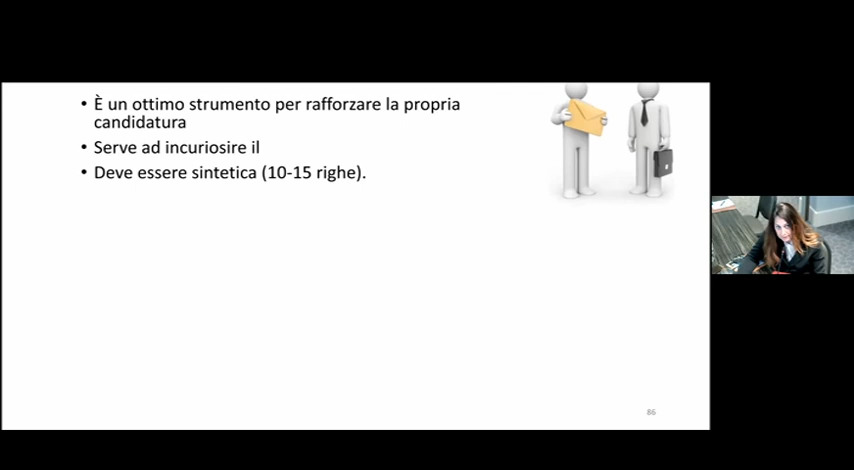 • È un ottimo strumento per rafforzare la propria
candidatura
• Serve ad incuriosire il
• Deve essere sintetica (10-15 righe).
86